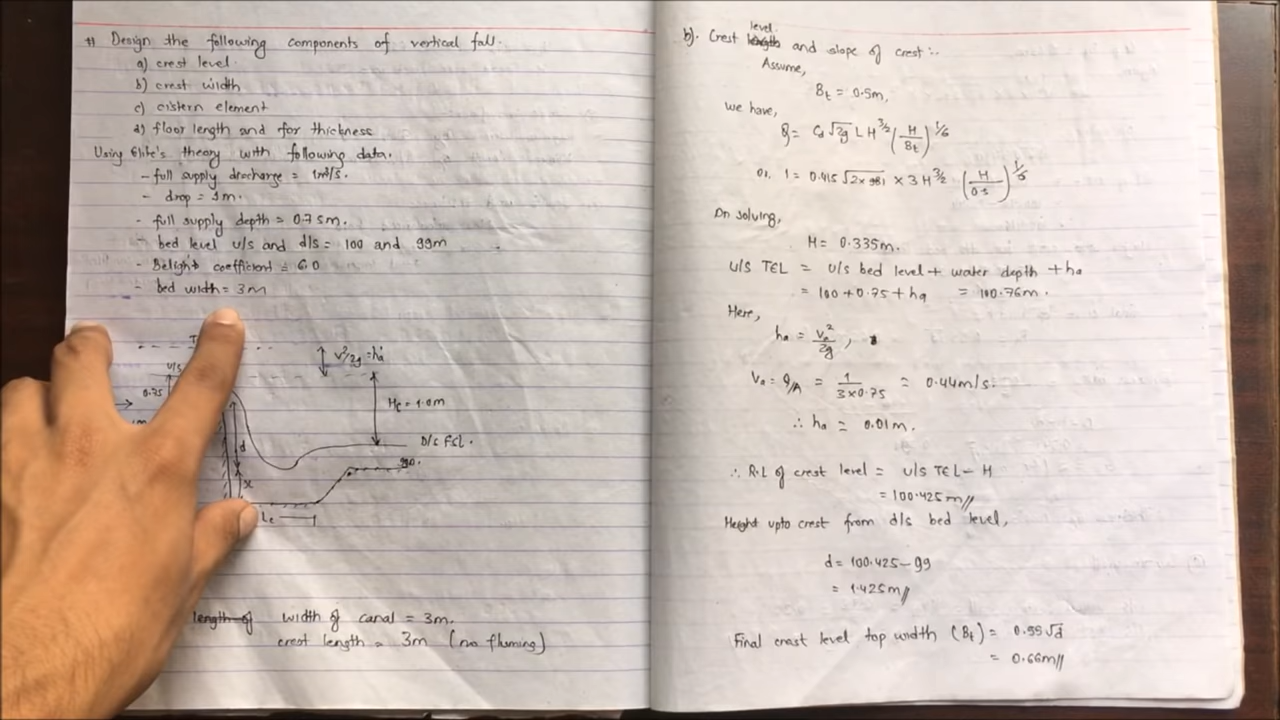 # Design the following components of vertical fall.
a) crest level.
b) crest width
c) cistern element
d) floor length and for thickness
Using Blihe's theory with following data.
- full supply discharge = 1m³/s.
- drop = 1m.
- full supply depth = 0.75m.
- bed level u/s and d/s = 100 and 99m
- Beligh's coefficient = 6.0
- bed width = 3m
T
v²/2g = ha
U/S
0.75
HL = 1.0m
D/S FSL.
d
99.
x
Lc
length of width of canal = 3m.
crest length = 3m (no fluming)
b). Crest length level and slope of crest :-
Assume,
Bt = 0.5m,
we have,
Q = Cd √2g L H^3/2 (H/Bt)^1/6
or, 1 = 0.415 √2×9.81 × 3 H^3/2 (H/0.5)^1/6
On solving,
H = 0.335m.
U/S TEL = u/s bed level + water depth + ha
= 100 + 0.75 + ha = 100.76m.
Here,
ha = Va²/2g,
Va = Q/A = 1/3×0.75 = 0.44m/s.
∴ ha = 0.01m.
∴ R.L of crest level = U/S TEL - H
= 100.425m//
Height upto crest from d/s bed level,
d = 100.425-99
= 1.425m//
Final crest level top width (Bt) = 0.55√d
= 0.66m//